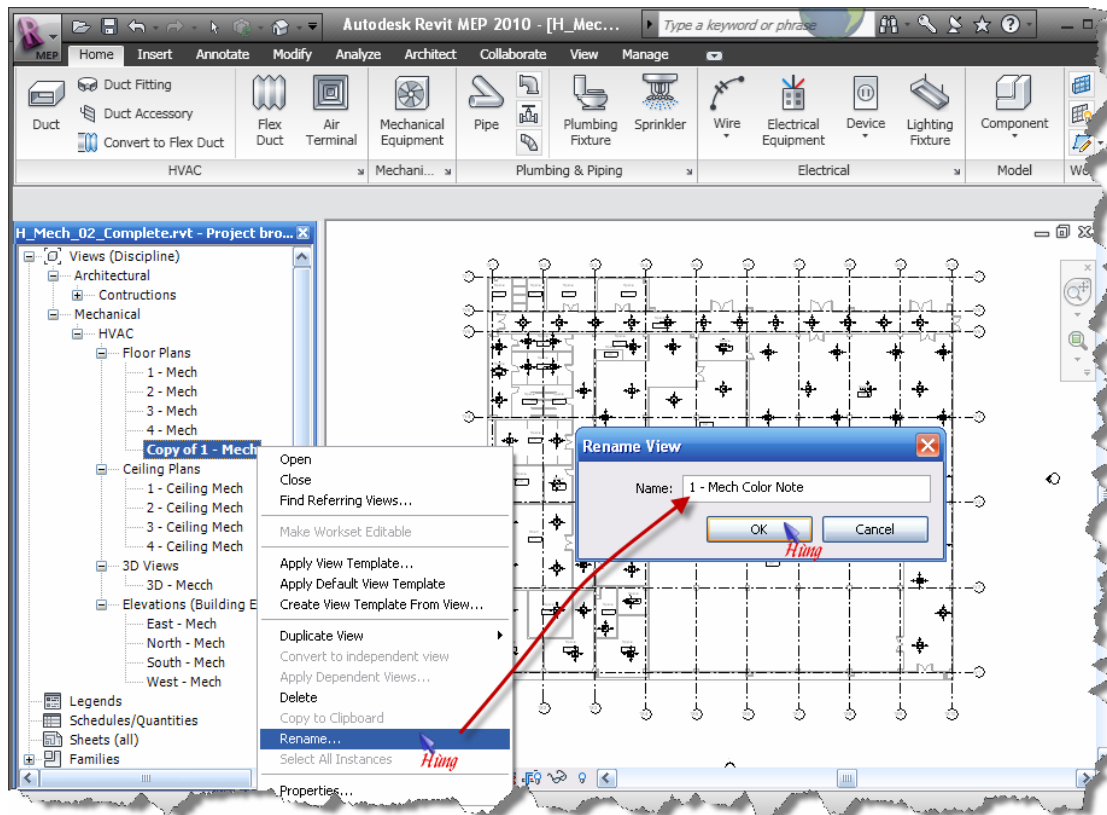 Autodesk Revit MEP 2010 - [H_Mec...
Type a keyword or phrase
MEP
Home Insert Annotate Modify Analyze Architect Collaborate View Manage
Duct
Duct Fitting
Duct Accessory
Convert to Flex Duct
Flex Duct
Air Terminal
Mechanical Equipment
Pipe
Plumbing Fixture
Sprinkler
Wire
Electrical Equipment
Device
Lighting Fixture
Component
HVAC
Mechani...
Plumbing & Piping
Electrical
Model
H_Mech_02_Complete.rvt - Project bro...
Views (Discipline)
Architectural
Contructions
Mechanical
HVAC
Floor Plans
1 - Mech
2 - Mech
3 - Mech
4 - Mech
Copy of 1 - Mech
Ceiling Plans
1 - Ceiling Mech
2 - Ceiling Mech
3 - Ceiling Mech
4 - Ceiling Mech
3D Views
3D - Mecch
Elevations (Building E
East - Mech
North - Mech
South - Mech
West - Mech
Legends
Schedules/Quantities
Sheets (all)
Families
Open
Close
Find Referring Views...
Make Workset Editable
Apply View Template...
Apply Default View Template
Create View Template From View...
Duplicate View
Convert to independent view
Apply Dependent Views...
Delete
Copy to Clipboard
Rename...
Select All Instances
Hùng
Properties...
Rename View
Name: 1 - Mech Color Note
OK
Cancel
Hùng